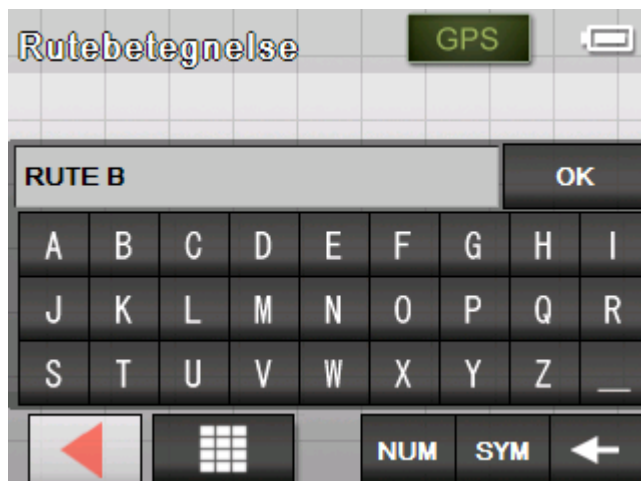 Rutebetegnelse GPS
RUTE B OK
A B C D E F G H I
J K L M N O P Q R
S T U V W X Y Z _
NUM SYM